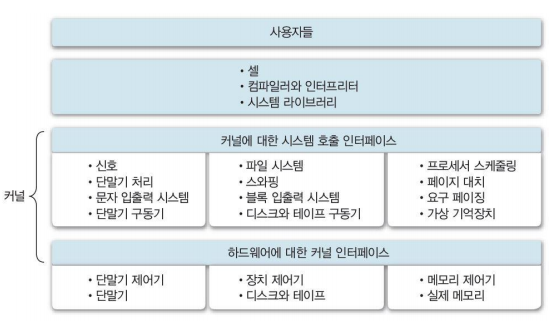 사용자들
• 셸
• 컴파일러와 인터프리터
• 시스템 라이브러리
커널
커널에 대한 시스템 호출 인터페이스
• 신호
• 단말기 처리
• 문자 입출력 시스템
• 단말기 구동기
• 파일 시스템
• 스와핑
• 블록 입출력 시스템
• 디스크와 테이프 구동기
• 프로세서 스케줄링
• 페이지 대치
• 요구 페이징
• 가상 기억장치
하드웨어에 대한 커널 인터페이스
• 단말기 제어기
• 단말기
• 장치 제어기
• 디스크와 테이프
• 메모리 제어기
• 실제 메모리